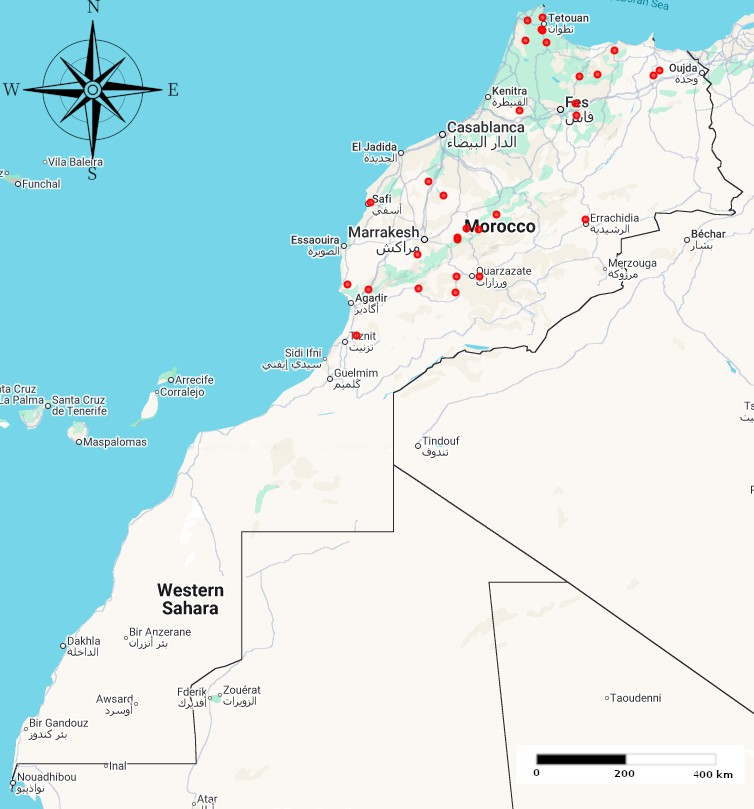 N
W
E
S
Tetouan
تطوان
Oujda
وجدة
Kenitra
القنيطرة
Fes
فاس
Casablanca
الدار البيضاء
El Jadida
الجديدة
Vila Baleira
Funchal
Safi
أسفي
Errachidia
الرشيدية
Essaouira
الصويرة
Marrakesh
مراكش
Morocco
Béchar
بشار
Merzouga
مرزوكة
Ouarzazate
ورزازات
Agadir
أكادير
Tiznit
تزنيت
Sidi Ifni
سيدي إيفني
Guelmim
كلميم
Arrecife
Corralejo
Santa Cruz
de Tenerife
La Palma
Maspalomas
Tindouf
تندوف
Western
Sahara
Dakhla
الداخلة
Bir Anzerane
بئر أنزران
Awsard
أوسرد
Fderik
أفديرك
Zouérat
الزويرات
Taoudenni
Bir Gandouz
بئر كندوز
Inal
Nouadhibou
نواذيبو
Atar
0
200
400 km